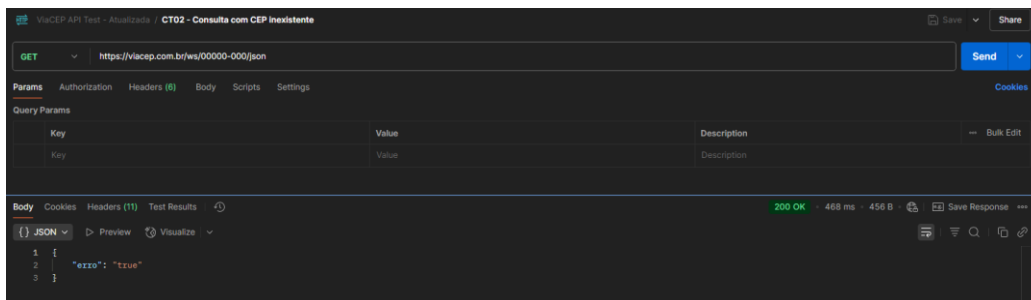 ViaCEP API Test - Atualizada / CT02 - Consulta com CEP inexistente Save Share
GET https://viacep.com.br/ws/00000-000/json Send
Params Authorization Headers (6) Body Scripts Settings Cookies
Query Params
Key Value Description Bulk Edit
Key Value Description
Body Cookies Headers (11) Test Results 200 OK 468 ms 456 B Save Response
{} JSON Preview Visualize
1 {
2 "erro": "true"
3 }